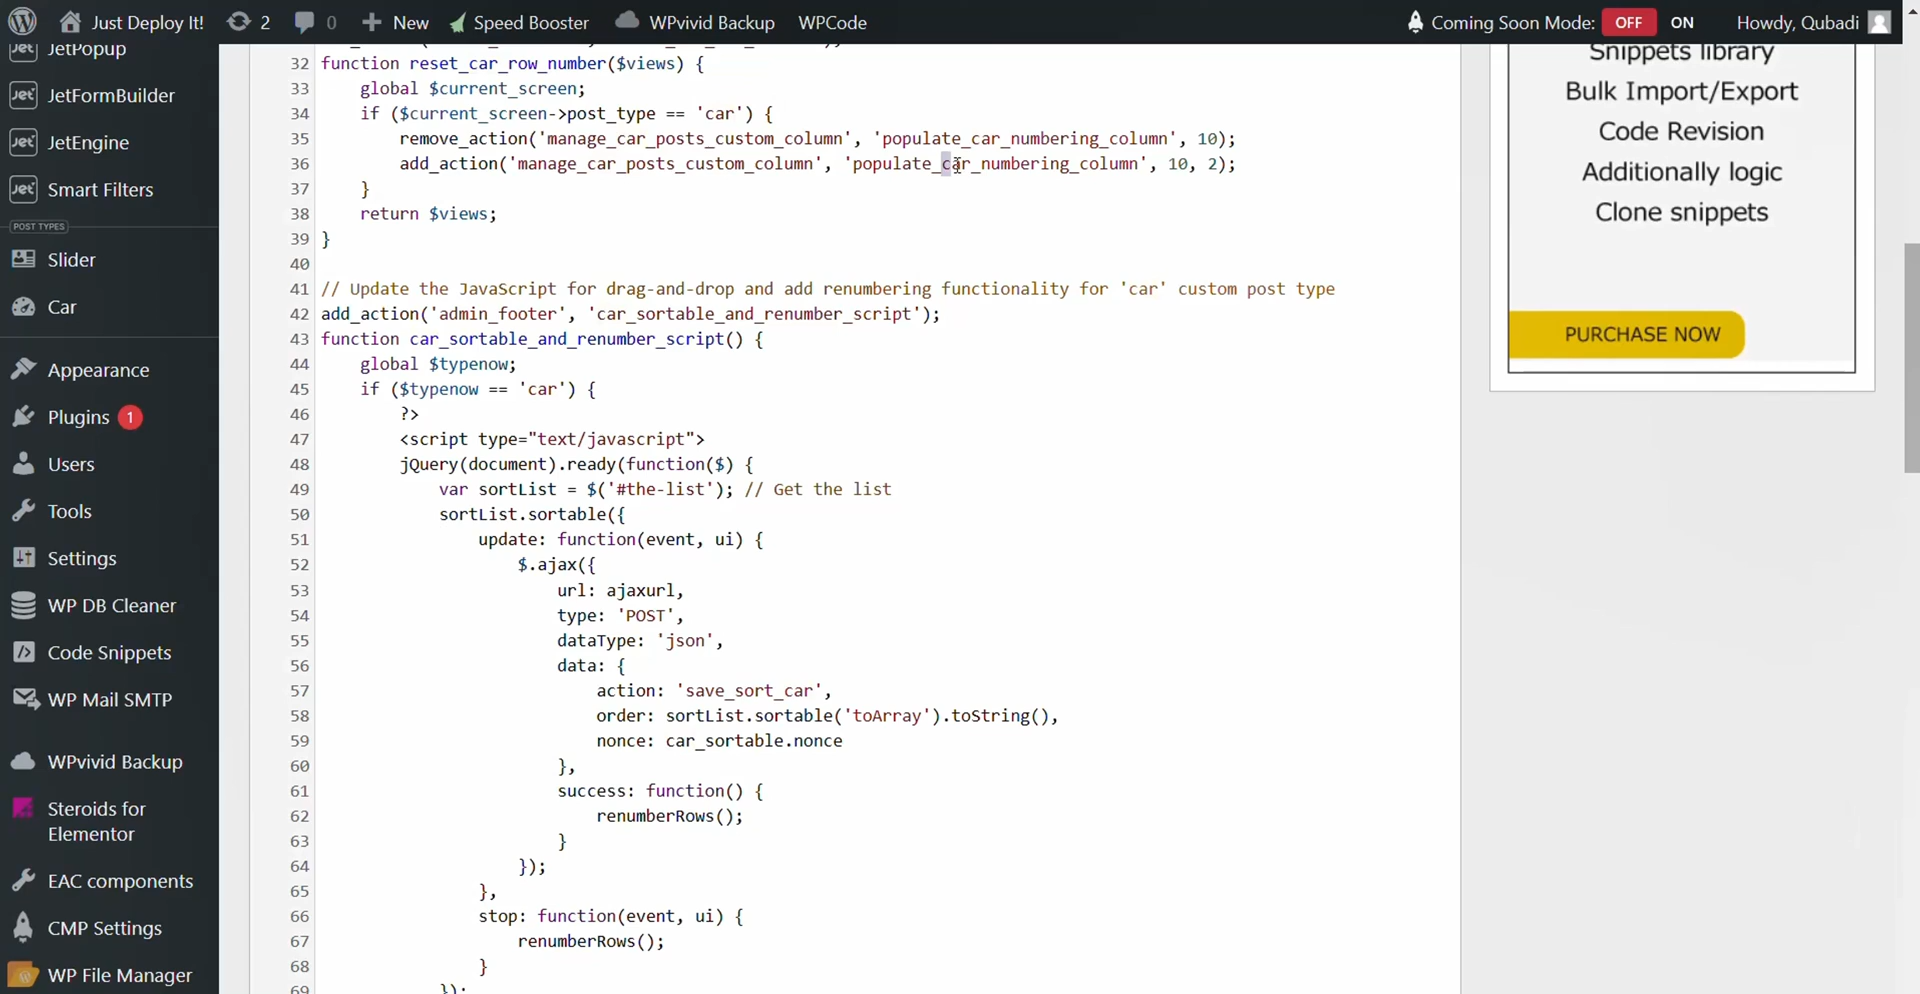 Just Deploy It!
2
0
New
Speed Booster
WPvivid Backup
WPCode
Coming Soon Mode:
OFF
ON
Howdy, Qubadi
JetPopup
JetFormBuilder
JetEngine
Smart Filters
POST TYPES
Slider
Car
Appearance
Plugins 1
Users
Tools
Settings
WP DB Cleaner
Code Snippets
WP Mail SMTP
WPvivid Backup
Steroids for
Elementor
EAC components
CMP Settings
WP File Manager
32 function reset_car_row_number($views) {
33 global $current_screen;
34 if ($current_screen->post_type == 'car') {
35 remove_action('manage_car_posts_custom_column', 'populate_car_numbering_column', 10);
36 add_action('manage_car_posts_custom_column', 'populate_car_numbering_column', 10, 2);
37 }
38 return $views;
39 }
40
41 // Update the JavaScript for drag-and-drop and add renumbering functionality for 'car' custom post type
42 add_action('admin_footer', 'car_sortable_and_renumber_script');
43 function car_sortable_and_renumber_script() {
44 global $typenow;
45 if ($typenow == 'car') {
46 ?>
47 <script type="text/javascript">
48 jQuery(document).ready(function($) {
49 var sortList = $('#the-list'); // Get the list
50 sortList.sortable({
51 update: function(event, ui) {
52 $.ajax({
53 url: ajaxurl,
54 type: 'POST',
55 dataType: 'json',
56 data: {
57 action: 'save_sort_car',
58 order: sortList.sortable('toArray').toString(),
59 nonce: car_sortable.nonce
60 },
61 success: function() {
62 renumberRows();
63 }
64 });
65 },
66 stop: function(event, ui) {
67 renumberRows();
68 }
69 });
Snippets library
Bulk Import/Export
Code Revision
Additionally logic
Clone snippets
PURCHASE NOW